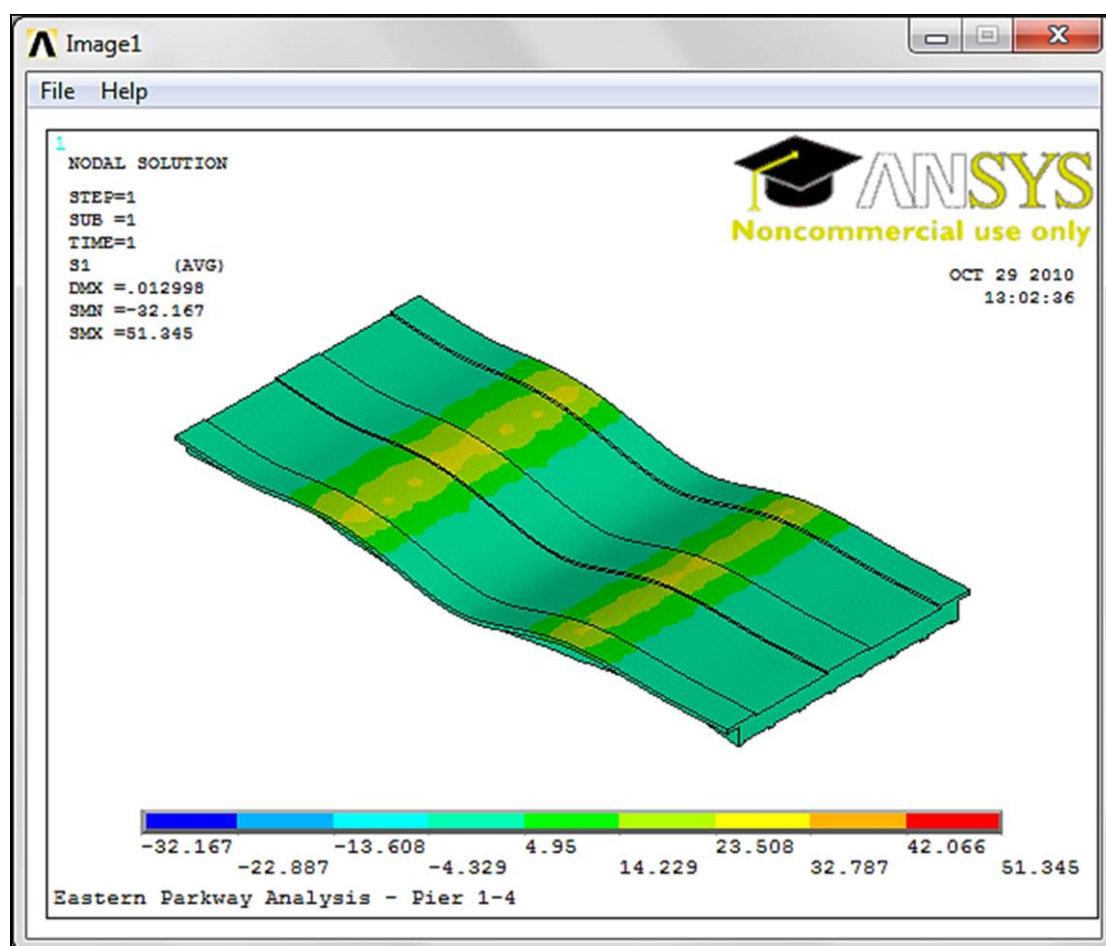 Image1
File Help
1
NODAL SOLUTION
STEP=1
SUB =1
TIME=1
S1 (AVG)
DMX =.012998
SMN =-32.167
SMX =51.345
ANSYS
Noncommercial use only
OCT 29 2010
13:02:36
-32.167 -13.608 4.95 23.508 42.066
-22.887 -4.329 14.229 32.787 51.345
Eastern Parkway Analysis - Pier 1-4